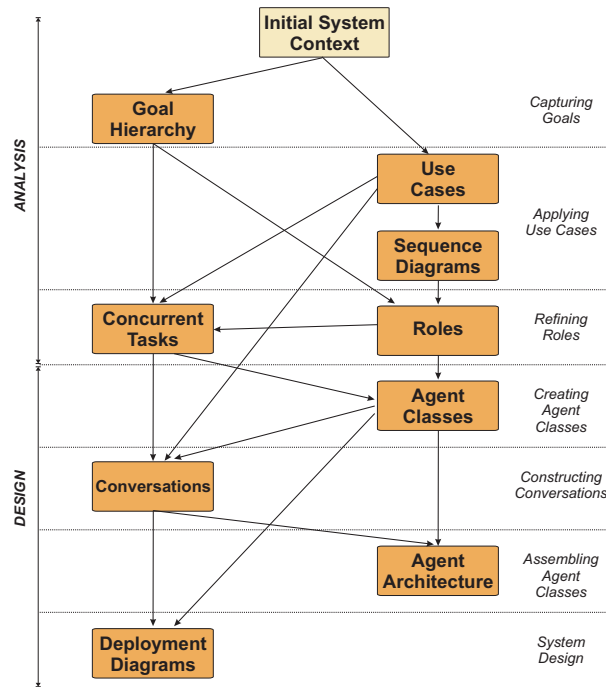 Initial System
Context
Goal
Hierarchy
Capturing
Goals
ANALYSIS
Use
Cases
Applying
Use Cases
Sequence
Diagrams
Concurrent
Tasks
Roles
Refining
Roles
Agent
Classes
Creating
Agent
Classes
DESIGN
Conversations
Constructing
Conversations
Agent
Architecture
Assembling
Agent
Classes
Deployment
Diagrams
System
Design